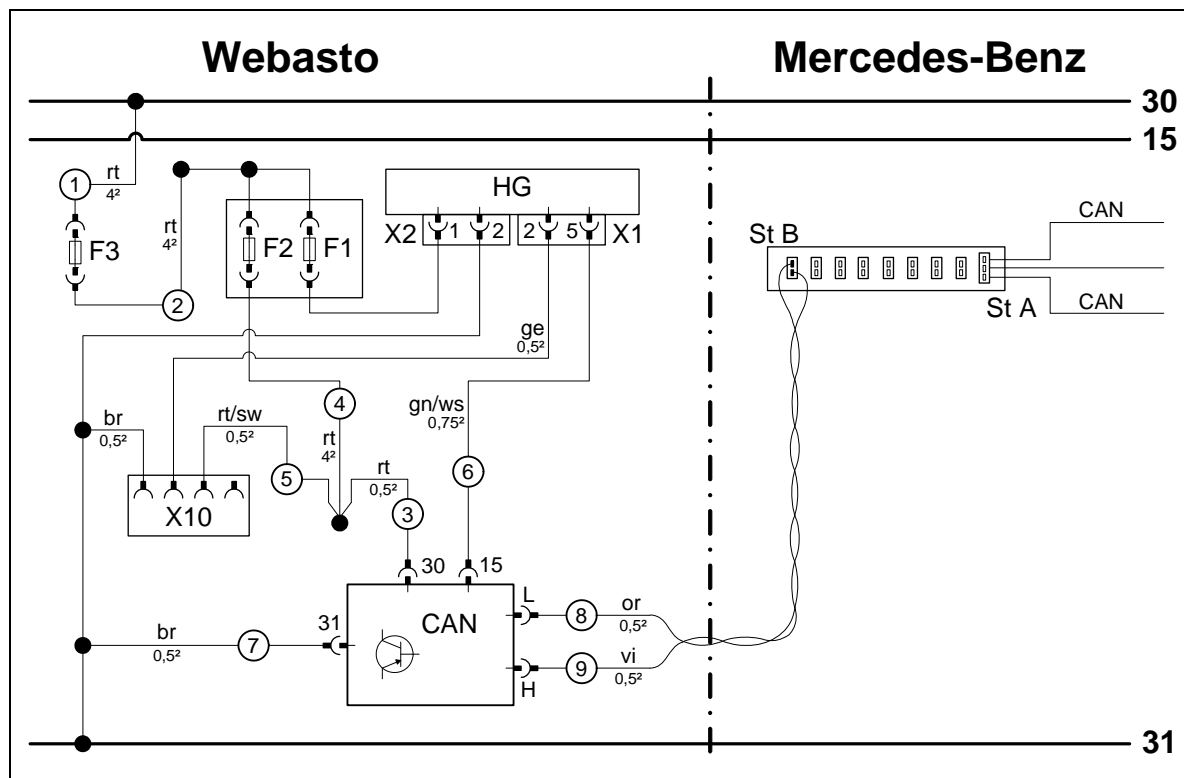 Webasto
Mercedes-Benz
30
15
1
rt
4²
HG
CAN
rt
4²
F3
F2
F1
X2
1
2
2
5
X1
St B
2
St A
CAN
ge
0,5²
4
gn/ws
0,75²
br
0,5²
rt/sw
0,5²
rt
4²
rt
0,5²
5
6
X10
3
30
15
L
8
or
0,5²
31
CAN
br
0,5²
7
9
vi
0,5²
H
31